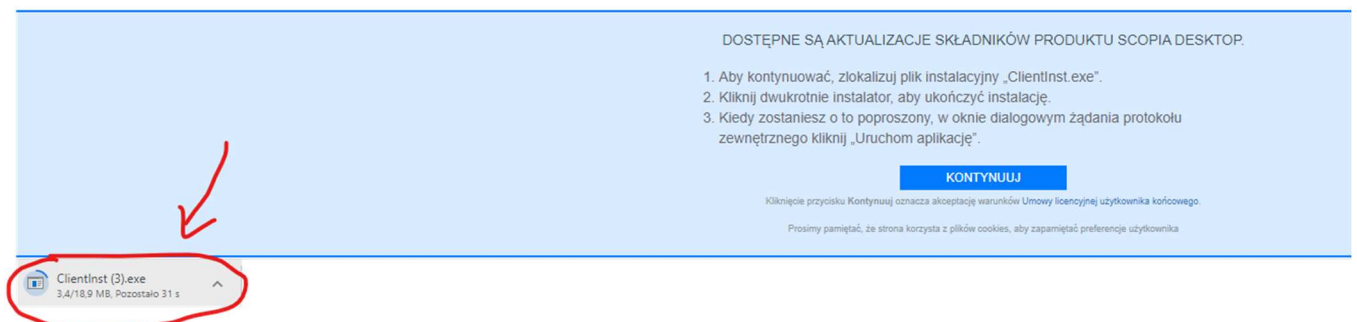 DOSTĘPNE SĄ AKTUALIZACJE SKŁADNIKÓW PRODUKTU SCOPIA DESKTOP.
1. Aby kontynuować, zlokalizuj plik instalacyjny „ClientInst.exe”.
2. Kliknij dwukrotnie instalator, aby ukończyć instalację.
3. Kiedy zostaniesz o to poproszony, w oknie dialogowym żądania protokołu
zewnętrznego kliknij „Uruchom aplikację”.
KONTYNUUJ
Kliknięcie przycisku Kontynuuj oznacza akceptację warunków Umowy licencyjnej użytkownika końcowego.
Prosimy pamiętać, że strona korzysta z plików cookies, aby zapamiętać preferencje użytkownika
ClientInst (3).exe
3,4/18,9 MB, Pozostało 31 s